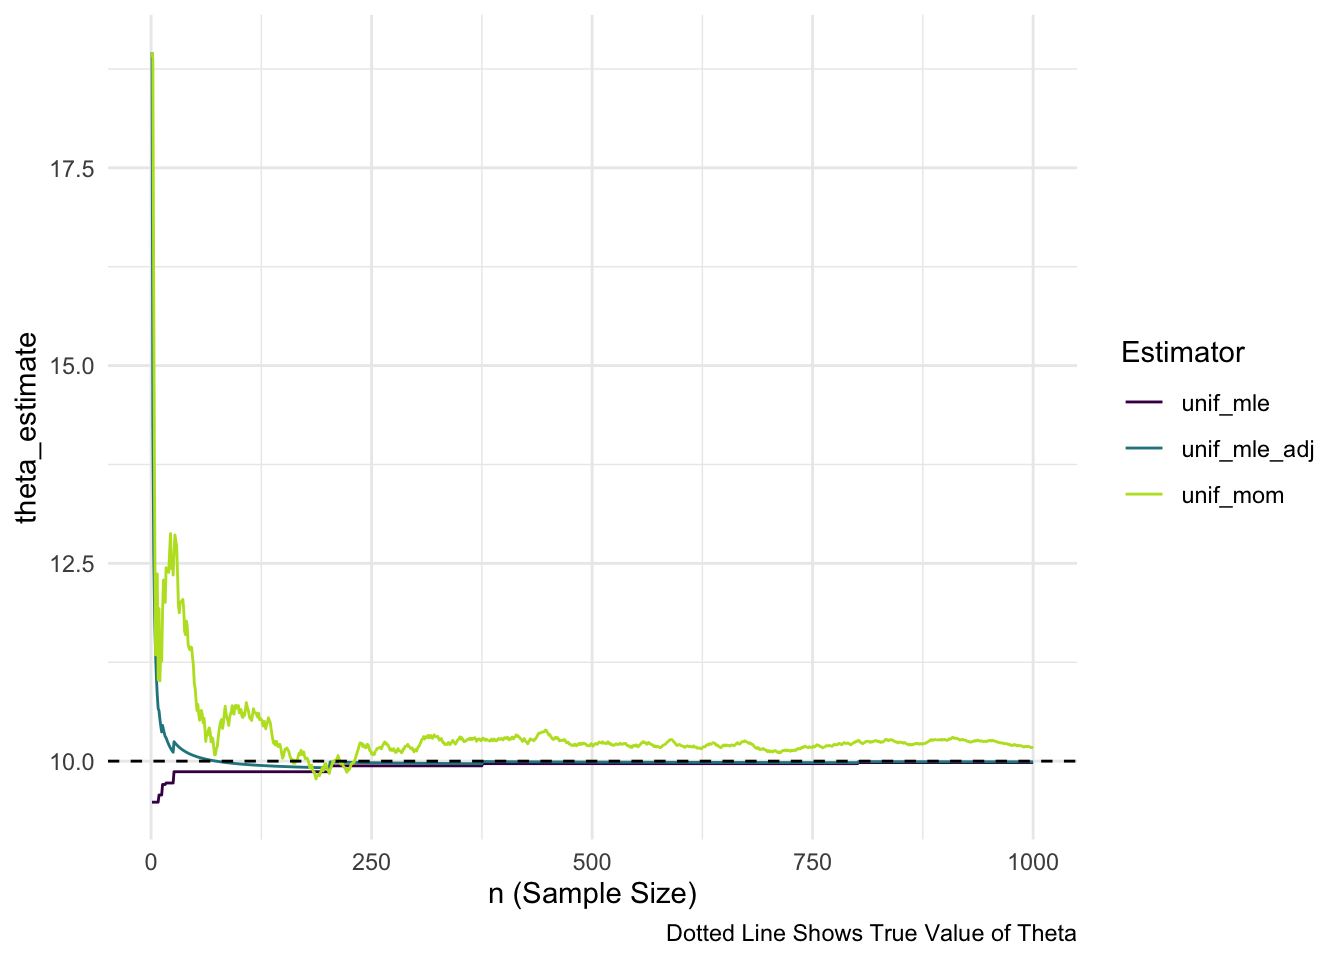 17.5
15.0
12.5
10.0
theta_estimate
0
250
500
750
1000
n (Sample Size)
Dotted Line Shows True Value of Theta
Estimator
unif_mle
unif_mle_adj
unif_mom